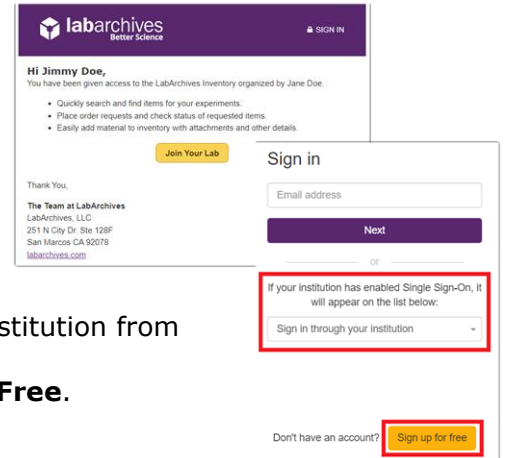 labarchives
Better Science
SIGN IN
Hi Jimmy Doe,
You have been given access to the LabArchives Inventory organized by Jane Doe.
• Quickly search and find items for your experiments.
• Place order requests and check status of requested items.
• Easily add material to inventory with attachments and other details.
Join Your Lab
Thank You,
The Team at LabArchives
LabArchives, LLC
251 N City Dr. Ste 128F
San Marcos CA 92078
labarchives.com
Sign in
Email address
Next
or
If your institution has enabled Single Sign-On, it
will appear on the list below:
Sign in through your institution
Don't have an account? Sign up for free
stitution from
Free.